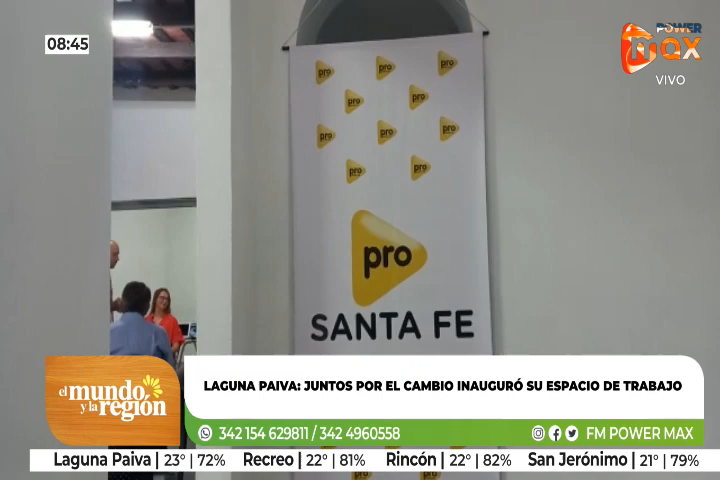 08:45
POWER
max
VIVO
pro
pro
pro
pro
pro
pro
pro
pro
pro
pro
pro
SANTA FE
LAGUNA PAIVA: JUNTOS POR EL CAMBIO INAUGURÓ SU ESPACIO DE TRABAJO
el mundo
y la región
342 154 629811 / 342 4960558
FM POWER MAX
Laguna Paiva | 23° | 72% Recreo | 22° | 81% Rincón | 22° | 82% San Jerónimo | 21° | 79%